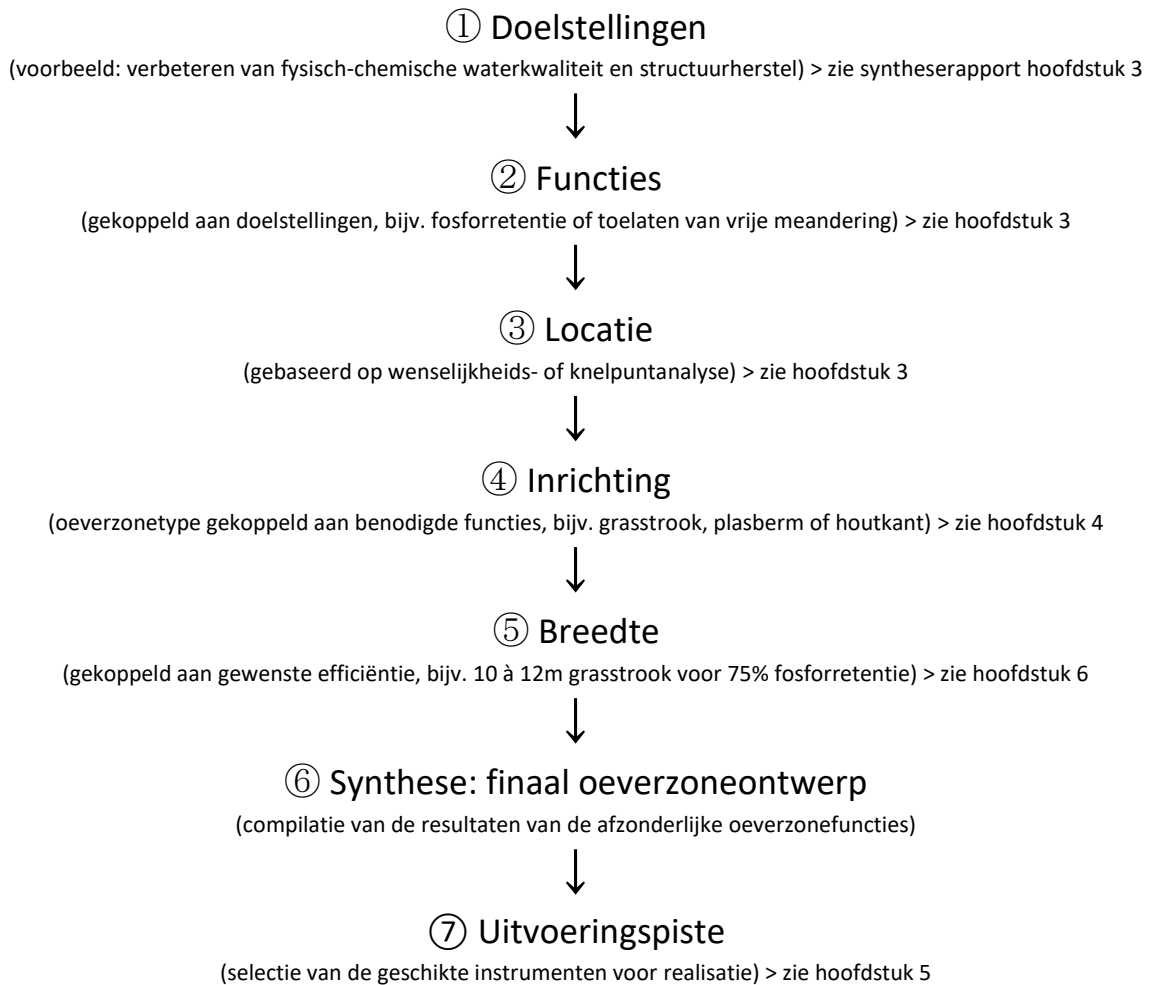 ① Doelstellingen
(voorbeeld: verbeteren van fysisch-chemische waterkwaliteit en structuurherstel) > zie syntheserapport hoofdstuk 3
② Functies
(gekoppeld aan doelstellingen, bijv. fosforretentie of toelaten van vrije meandering) > zie hoofdstuk 3
③ Locatie
(gebaseerd op wenselijkheids- of knelpuntanalyse) > zie hoofdstuk 3
④ Inrichting
(oeverzonetype gekoppeld aan benodigde functies, bijv. grasstrook, plasberm of houtkant) > zie hoofdstuk 4
⑤ Breedte
(gekoppeld aan gewenste efficiëntie, bijv. 10 à 12m grasstrook voor 75% fosforretentie) > zie hoofdstuk 6
⑥ Synthese: finaal oeverzoneontwerp
(compilatie van de resultaten van de afzonderlijke oeverzonefuncties)
⑦ Uitvoeringspiste
(selectie van de geschikte instrumenten voor realisatie) > zie hoofdstuk 5